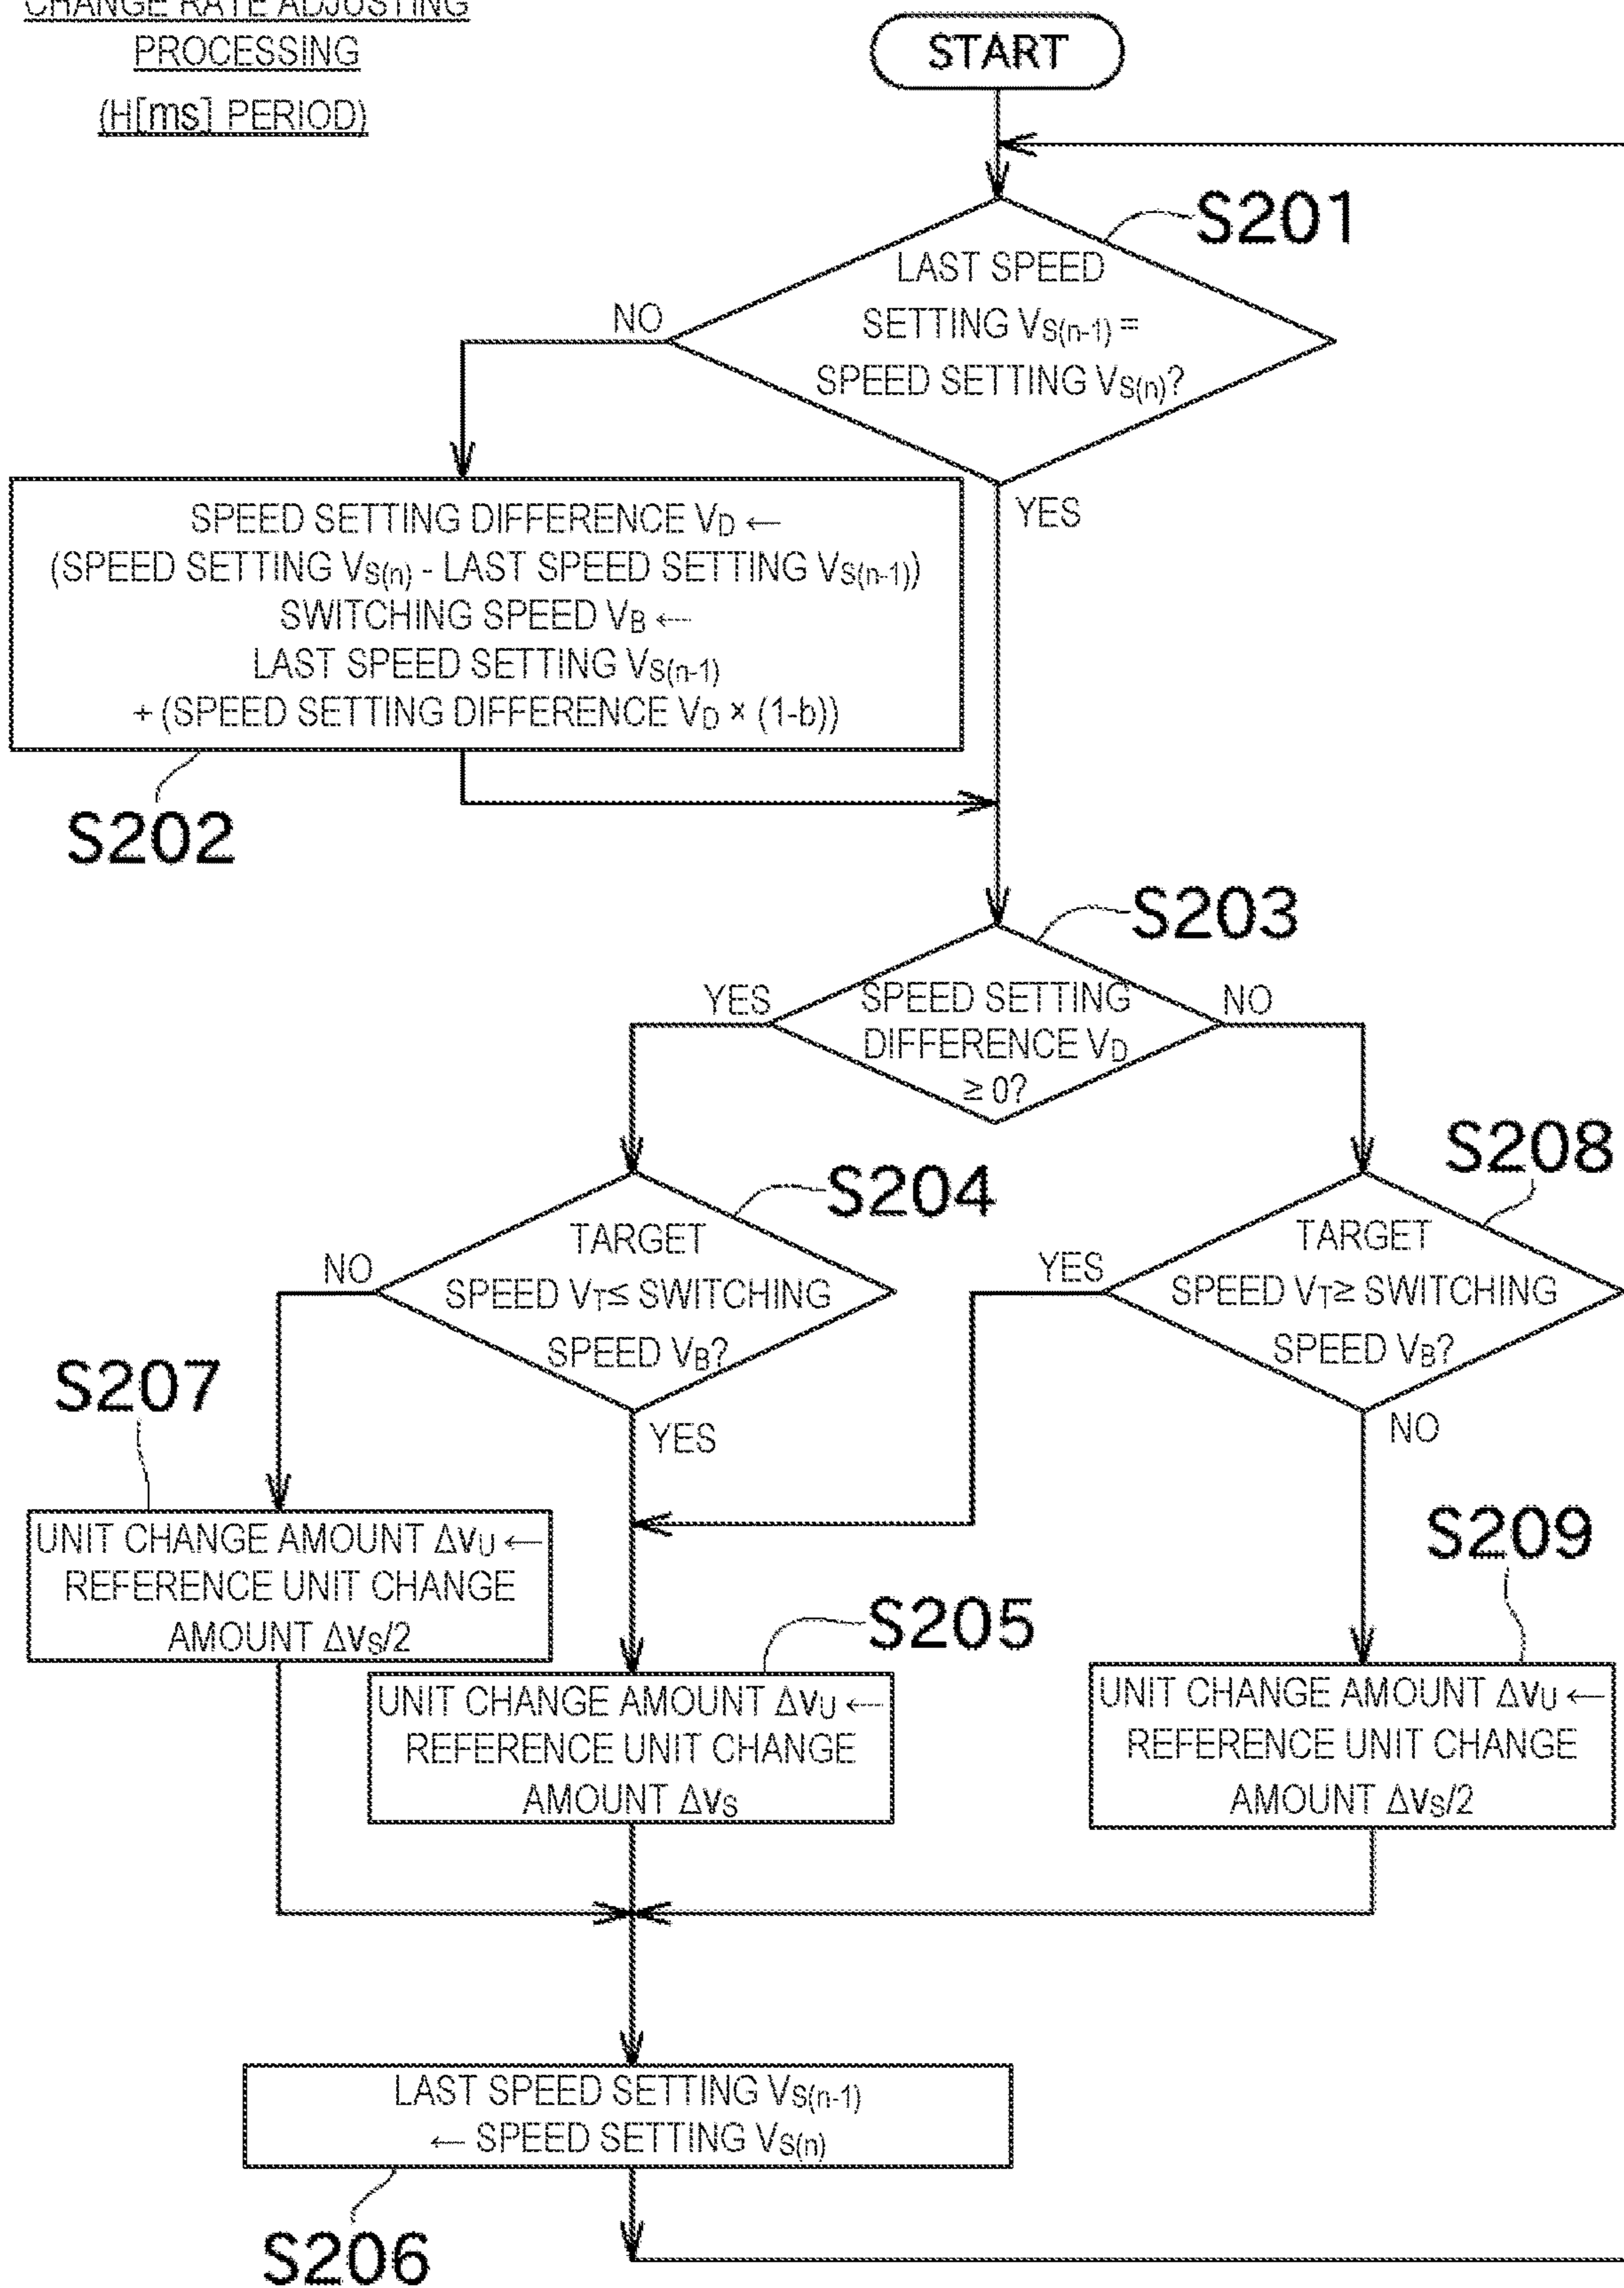 CHANGE RATE ADJUSTING
PROCESSING
(H[ms] PERIOD)
START
S201
LAST SPEED
SETTING VS(n-1) =
SPEED SETTING VS(n)?
NO
YES
SPEED SETTING DIFFERENCE VD ←
(SPEED SETTING VS(n) - LAST SPEED SETTING VS(n-1))
SWITCHING SPEED VB ←
LAST SPEED SETTING VS(n-1)
+ (SPEED SETTING DIFFERENCE VD × (1-b))
S202
S203
YES
SPEED SETTING
DIFFERENCE VD
≥ 0?
NO
S204
NO
TARGET
SPEED VT≤ SWITCHING
SPEED VB?
YES
S208
YES
TARGET
SPEED VT≥ SWITCHING
SPEED VB?
NO
S207
UNIT CHANGE AMOUNT ΔVU ←
REFERENCE UNIT CHANGE
AMOUNT ΔVS/2
S205
UNIT CHANGE AMOUNT ΔVU ←
REFERENCE UNIT CHANGE
AMOUNT ΔVS
S209
UNIT CHANGE AMOUNT ΔVU ←
REFERENCE UNIT CHANGE
AMOUNT ΔVS/2
LAST SPEED SETTING VS(n-1)
← SPEED SETTING VS(n)
S206